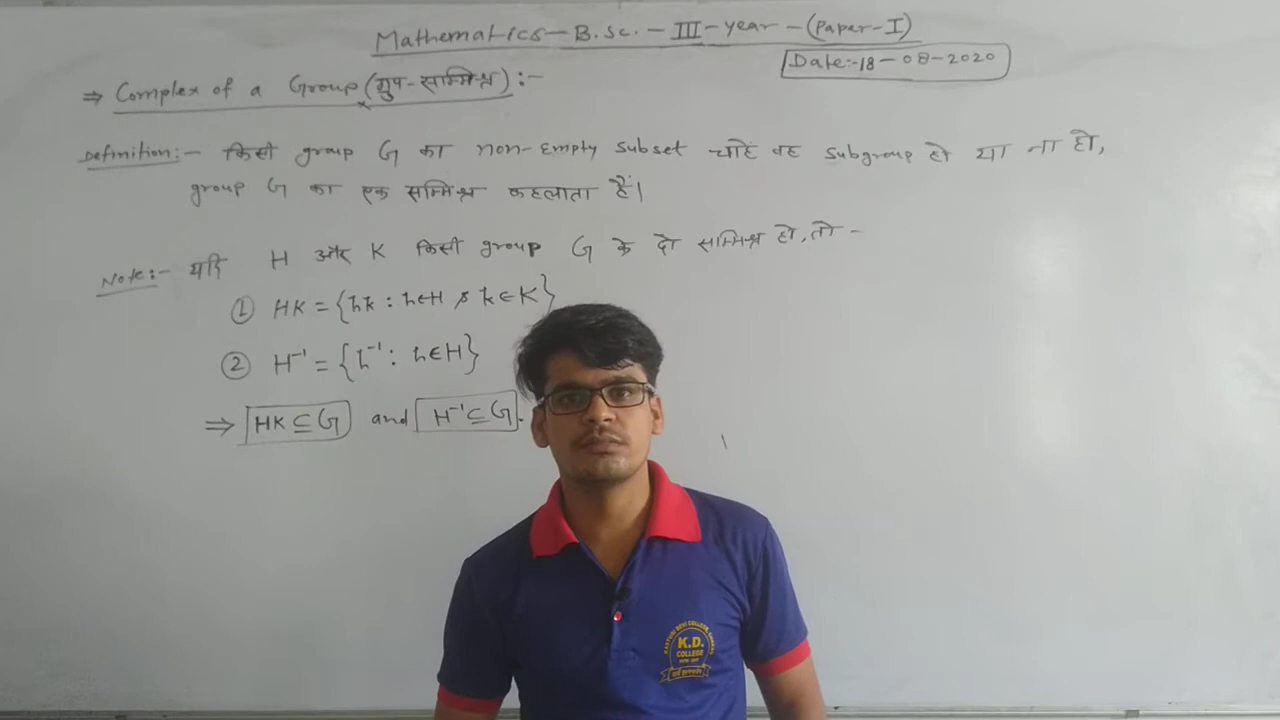 Mathematics-B.Sc.-III-year-(Paper-I)
Date:-18-08-2020
⇒ Complex of a Group (ग्रुप-सम्मिश्र):-
Definition:- किसी group G का non-Empty subset चाहे वह subgroup हो या ना हो,
group G का एक सम्मिश्र कहलाता हैं।
Note:- यदि H और K किसी group G के दो सम्मिश्र हो, तो-
① HK = {hk : h∈H, k∈K}
② H⁻¹ = {h⁻¹ : h∈H}
⇒ HK ⊆ G and H⁻¹ ⊆ G.
K.D.
COLLEGE